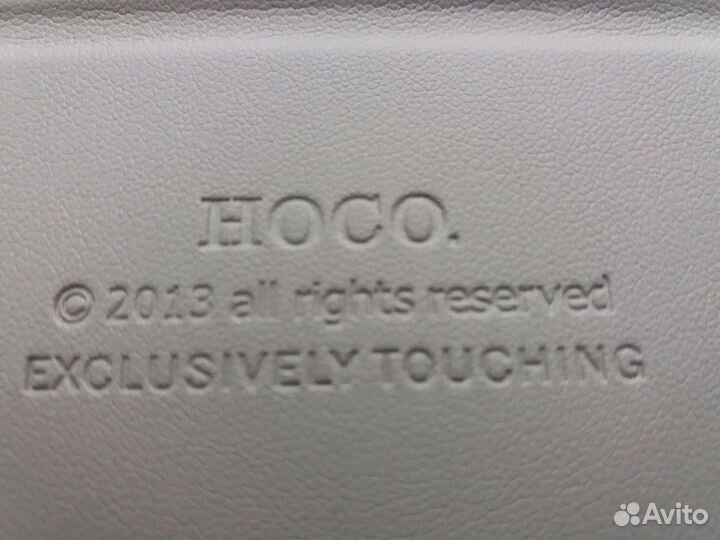 HOCO.
© 2013 all rights reserved
EXCLUSIVELY TOUCHING
Avito